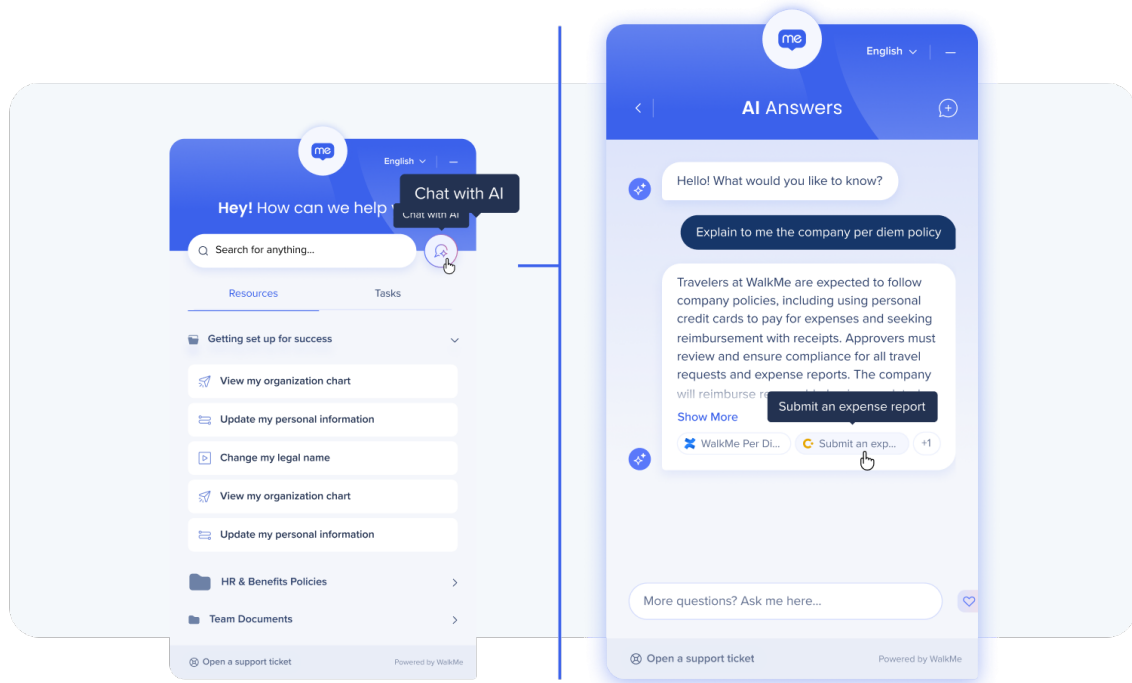 me
English
Hey! How can we help
Chat with AI
Chat with AI
Search for anything...
Resources
Tasks
Getting set up for success
View my organization chart
Update my personal information
Change my legal name
View my organization chart
Update my personal information
HR & Benefits Policies
Team Documents
Open a support ticket
Powered by WalkMe
me
English
AI Answers
Hello! What would you like to know?
Explain to me the company per diem policy
Travelers at WalkMe are expected to follow
company policies, including using personal
credit cards to pay for expenses and seeking
reimbursement with receipts. Approvers must
review and ensure compliance for all travel
requests and expense reports. The company
will reimburse
Submit an expense report
Show More
WalkMe Per Di...
Submit an exp...
+1
More questions? Ask me here...
Open a support ticket
Powered by WalkMe